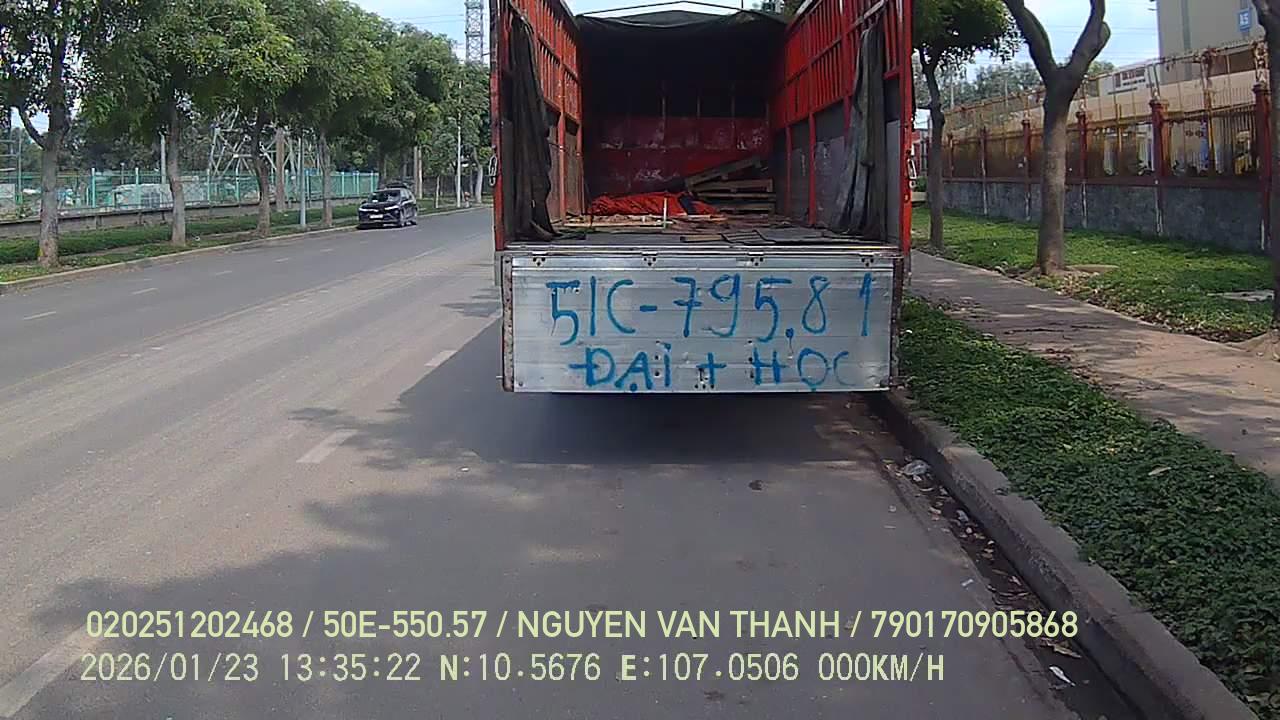 51C-795.81
ĐẠI + HỌC
020251202468 / 50E-550.57 / NGUYEN VAN THANH / 790170905868
2026/01/23 13:35:22 N:10.5676 E:107.0506 000KM/H